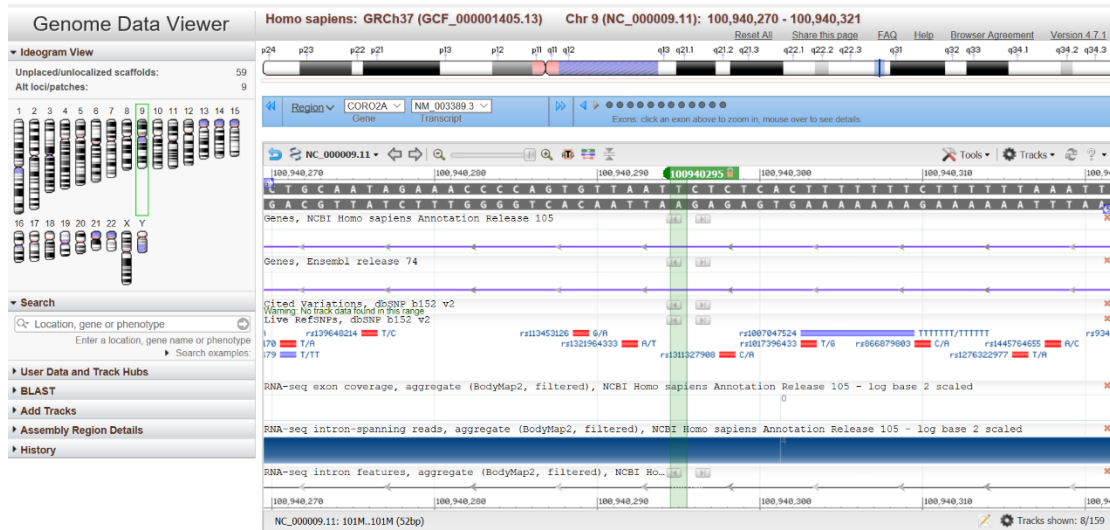 Genome Data Viewer
Homo sapiens: GRCh37 (GCF_000001405.13) Chr 9 (NC_000009.11): 100,940,270 - 100,940,321
Reset All Share this page FAQ Help Browser Agreement Version 4.7.1
Ideogram View
Unplaced/unlocalized scaffolds: 59
Alt loci/patches: 9
1 2 3 4 5 6 7 8 9 10 11 12 13 14 15
16 17 18 19 20 21 22 X Y
p24 p23 p22 p21 p13 p12 p11 q11 q12 q13 q21.1 q21.2 q21.3 q22.1 q22.2 q22.3 q31 q32 q33 q34.1 q34.2 q34.3
Region CORO2A NM_003389.3
Gene Transcript Exons: click an exon above to zoom in, mouse over to see details
NC_000009.11 Tools Tracks ?
100,940,270 100,940,280 100,940,290 100940295 100,940,300 100,940,310 100,9
C T G C A A T A G A A A C C C C A G T G T T A A T T C T C T C A C T T T T T T T C T T T T T T A A A T T
G A C G T T A T C T T T G G G G T C A C A A T T A A G A G A G T G A A A A A A A G A A A A A A T T T A A
Genes, NCBI Homo sapiens Annotation Release 105
Genes, Ensembl release 74
Cited Variations, dbSNP b152 v2
Warning: No track data found in this range
Live RefSNPs, dbSNP b152 v2
rs139648214 T/C rs113453126 G/A rs1007047524 TTTTTTT/TTTTTT rs934
170 T/A rs1321964333 A/T rs1017396433 T/G rs866879803 C/A rs1445764655 A/C
179 T/TT rs1311327908 C/A rs1276322977 T/A
RNA-seq exon coverage, aggregate (BodyMap2, filtered), NCBI Homo sapiens Annotation Release 105 - log base 2 scaled
0
RNA-seq intron-spanning reads, aggregate (BodyMap2, filtered), NCBI Homo sapiens Annotation Release 105 - log base 2 scaled
4
RNA-seq intron features, aggregate (BodyMap2, filtered), NCBI Ho...
100,940,270 100,940,280 100,940,290 100,940,300 100,940,310 100,9
NC_000009.11: 101M..101M (52bp) Tracks shown: 8/159
Search
Location, gene or phenotype
Enter a location, gene name or phenotype
Search examples:
User Data and Track Hubs
BLAST
Add Tracks
Assembly Region Details
History